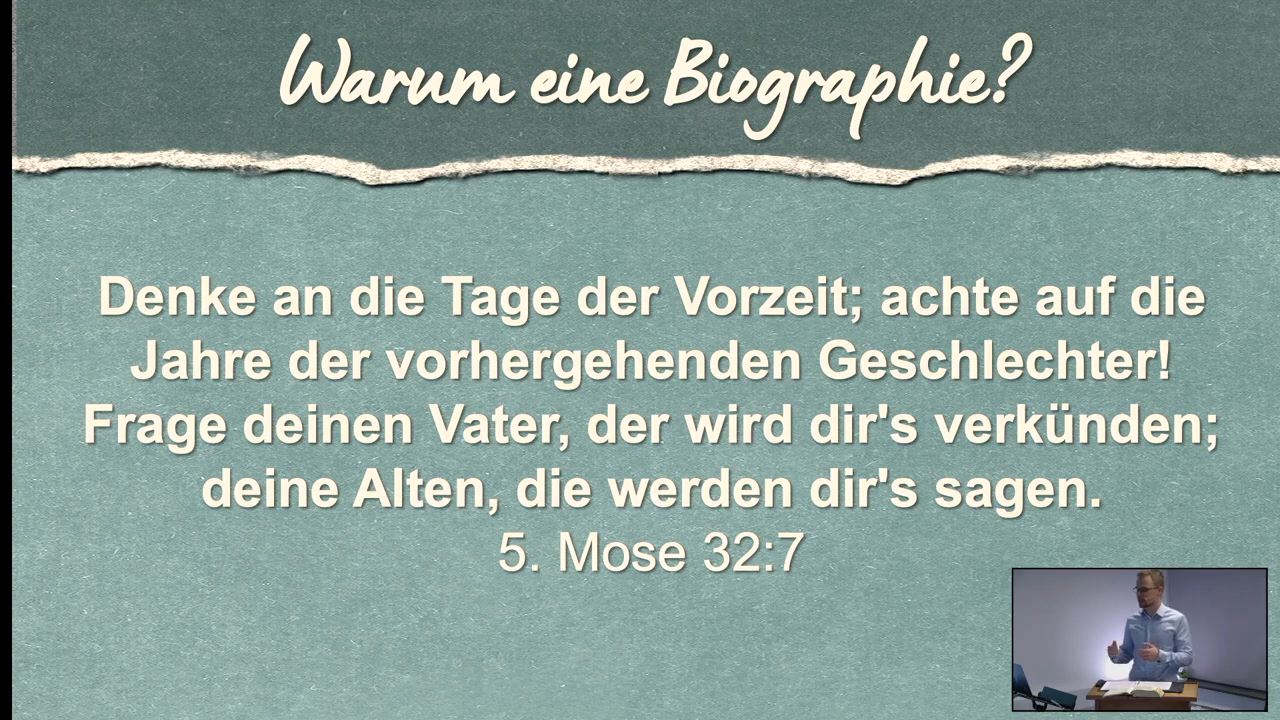 Warum eine Biographie?
Denke an die Tage der Vorzeit; achte auf die
Jahre der vorhergehenden Geschlechter!
Frage deinen Vater, der wird dir's verkünden;
deine Alten, die werden dir's sagen.
5. Mose 32:7